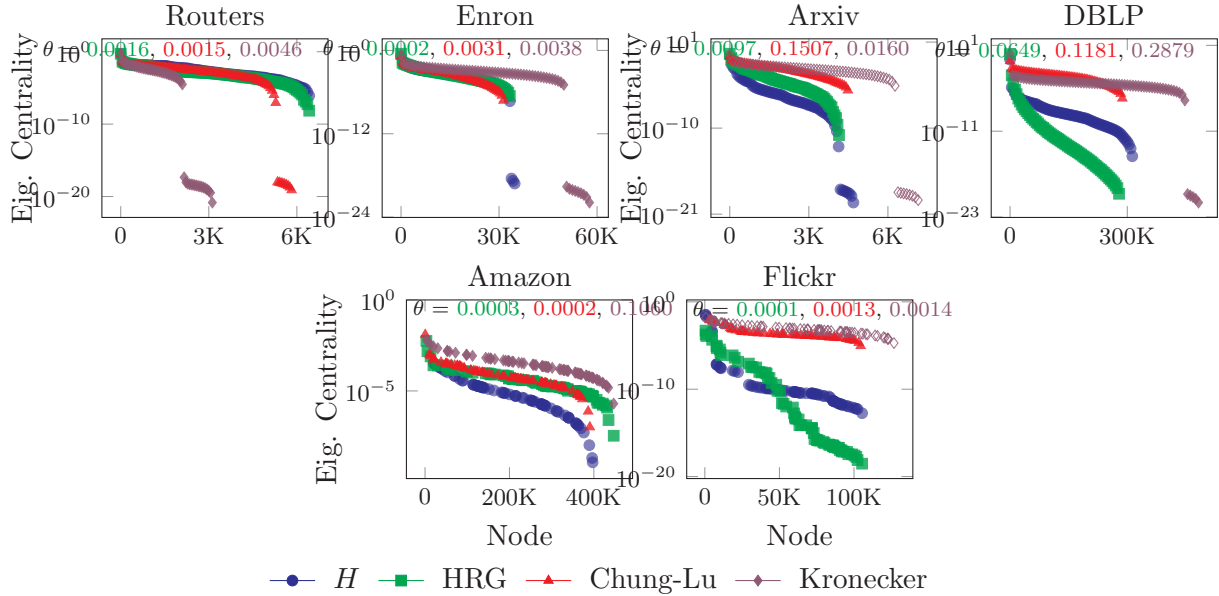 Routers
Enron
Arxiv
DBLP
θ = 0.0016, 0.0015, 0.0046
θ = 0.0002, 0.0031, 0.0038
θ = 0.0097, 0.1507, 0.0160
θ = 0.0649, 0.1181, 0.2879
Eig. Centrality
10^0
10^-10
10^-20
0
3K
6K
10^0
10^-12
10^-24
0
30K
60K
Eig. Centrality
10^1
10^-10
10^-21
0
3K
6K
10^1
10^-11
10^-23
0
300K
Amazon
Flickr
θ = 0.0003, 0.0002, 0.1060
θ = 0.0001, 0.0013, 0.0014
Eig. Centrality
10^0
10^-5
10^-10
0
200K
400K
Node
10^0
10^-10
10^-20
0
50K
100K
Node
H
HRG
Chung-Lu
Kronecker